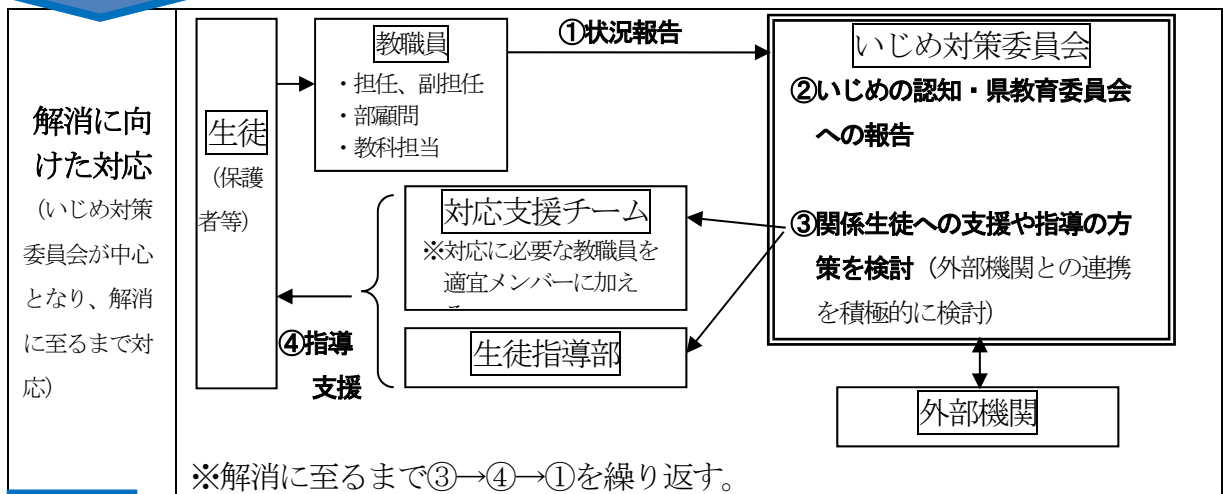 解消に向
けた対応
（いじめ対策
委員会が中心
となり、解消
に至るまで対
応）
生徒
（保護
者等）
教職員
・担任、副担任
・部顧問
・教科担当
①状況報告
いじめ対策委員会
②いじめの認知・県教育委員会
への報告
③関係生徒への支援や指導の方
策を検討（外部機関との連携
を積極的に検討）
対応支援チーム
※対応に必要な教職員を
適宜メンバーに加え
生徒指導部
④指導
支援
外部機関
※解消に至るまで③→④→①を繰り返す。